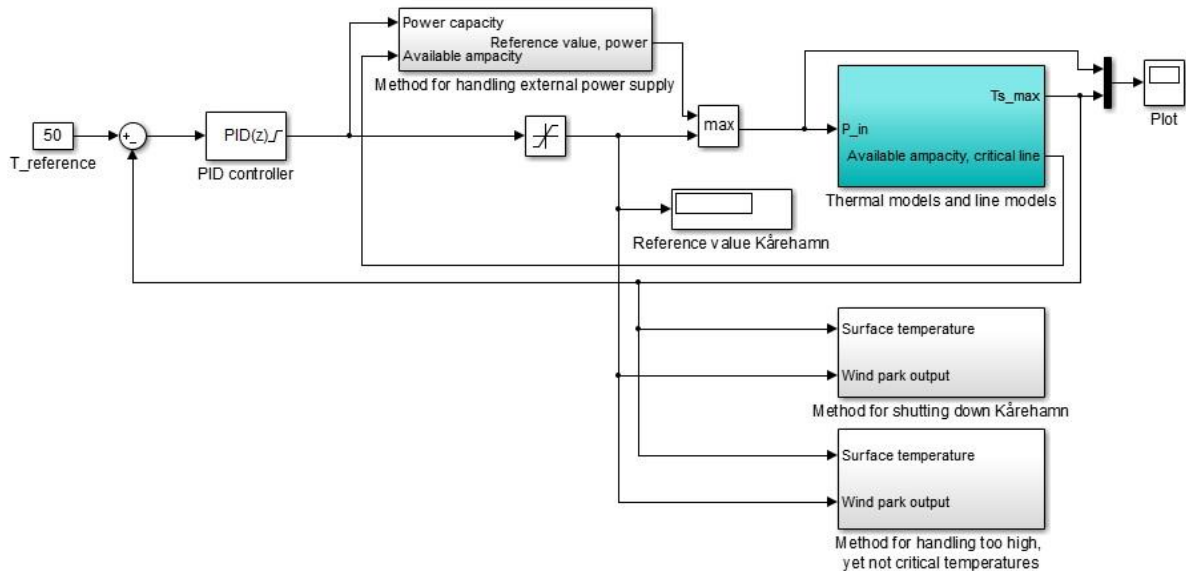 Power capacity
Reference value, power
Available ampacity
Method for handling external power supply
50
T_reference
+
-
PID(z)
PID controller
max
Ts_max
P_in
Available ampacity, critical line
Thermal models and line models
Plot
Reference value Kårehamn
Surface temperature
Wind park output
Method for shutting down Kårehamn
Surface temperature
Wind park output
Method for handling too high,
yet not critical temperatures